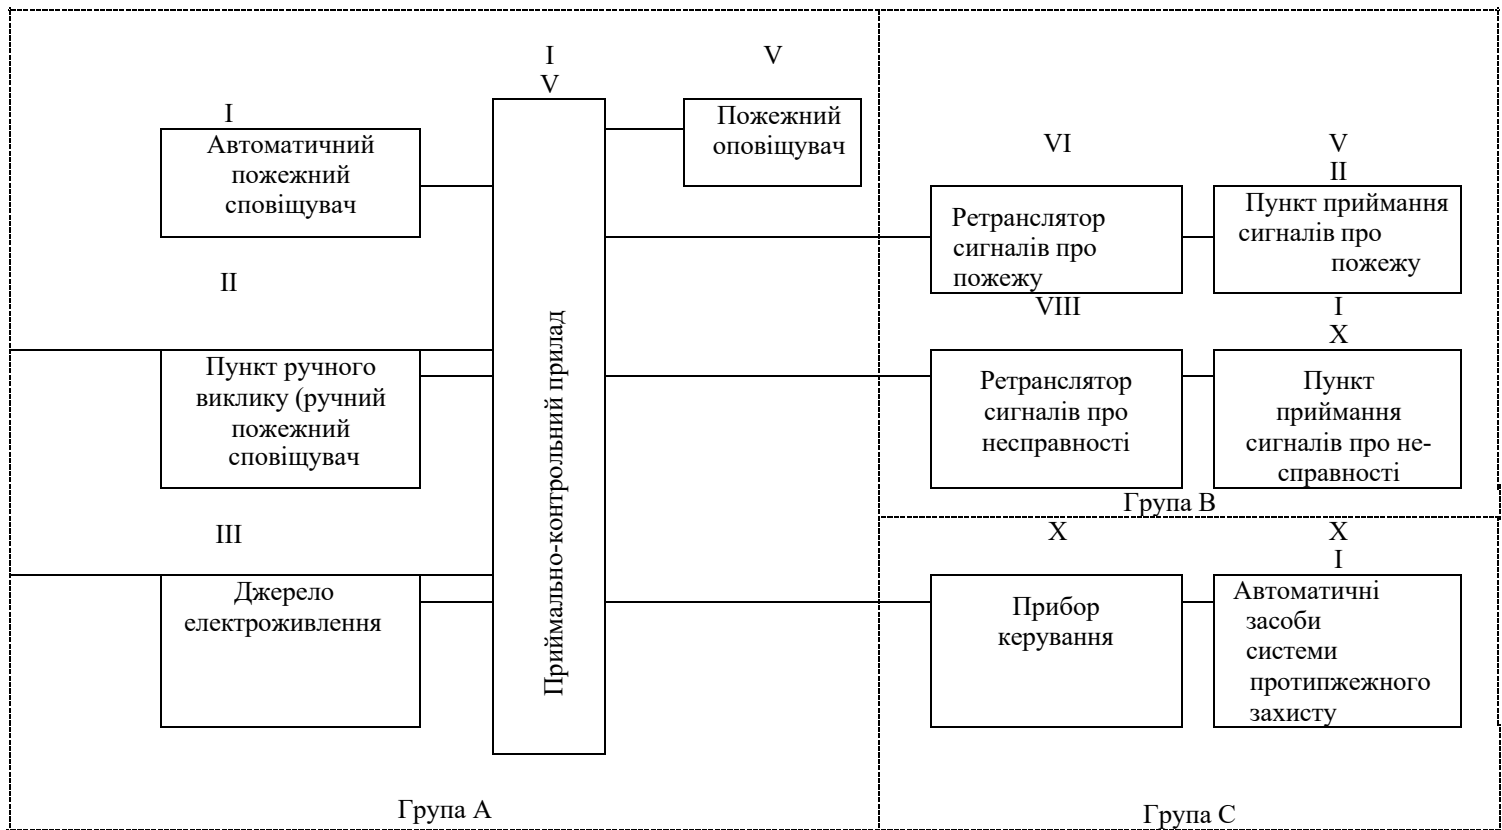 I
V
V
I
Автоматичний
пожежний
сповіщувач
Пожежний
оповіщувач
II
Пункт ручного
виклику (ручний
пожежний
сповіщувач
III
Джерело
електроживлення
Приймально-контрольний прилад
VI
Ретранслятор
сигналів про
пожежу
V
II
Пункт приймання
сигналів про
пожежу
VIII
Ретранслятор
сигналів про
несправності
I
X
Пункт
приймання
сигналів про не-
справності
Група В
X
Прибор
керування
X
I
Автоматичні
засоби
системи
протипжежного
захисту
Група А
Група С